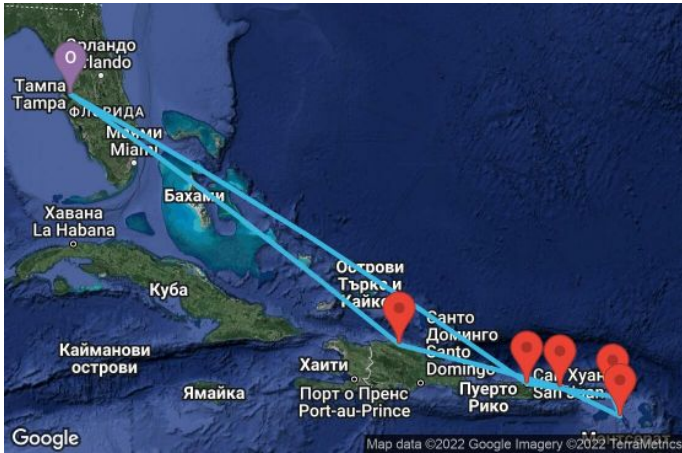 Орландо
Orlando
O
Тампа
Tampa
ФЛОРИДА
Маями
Miami
Бахами
Хавана
La Habana
Куба
Острови
Търкс и
Кайкос
Санто
Доминго
Santo
Domingo
Кайманови
острови
Хаити
Ямайка
Порт о Пренс
Port-au-Prince
Пуерто
Рико
Сан Хуан
San Juan
Монтсерат
Google
Map data ©2022 Google Imagery ©2022 TerraMetrics